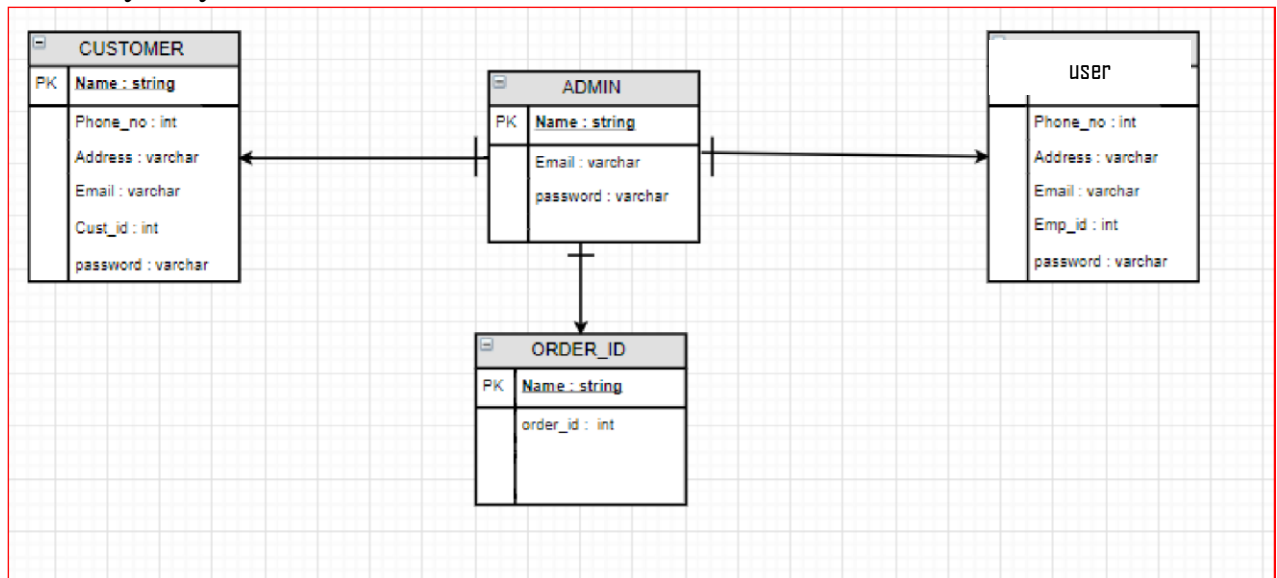 CUSTOMER
PK Name : string
Phone_no : int
Address : varchar
Email : varchar
Cust_id : int
password : varchar
ADMIN
PK Name : string
Email : varchar
password : varchar
user
Phone_no : int
Address : varchar
Email : varchar
Emp_id : int
password : varchar
ORDER_ID
PK Name : string
order_id : int